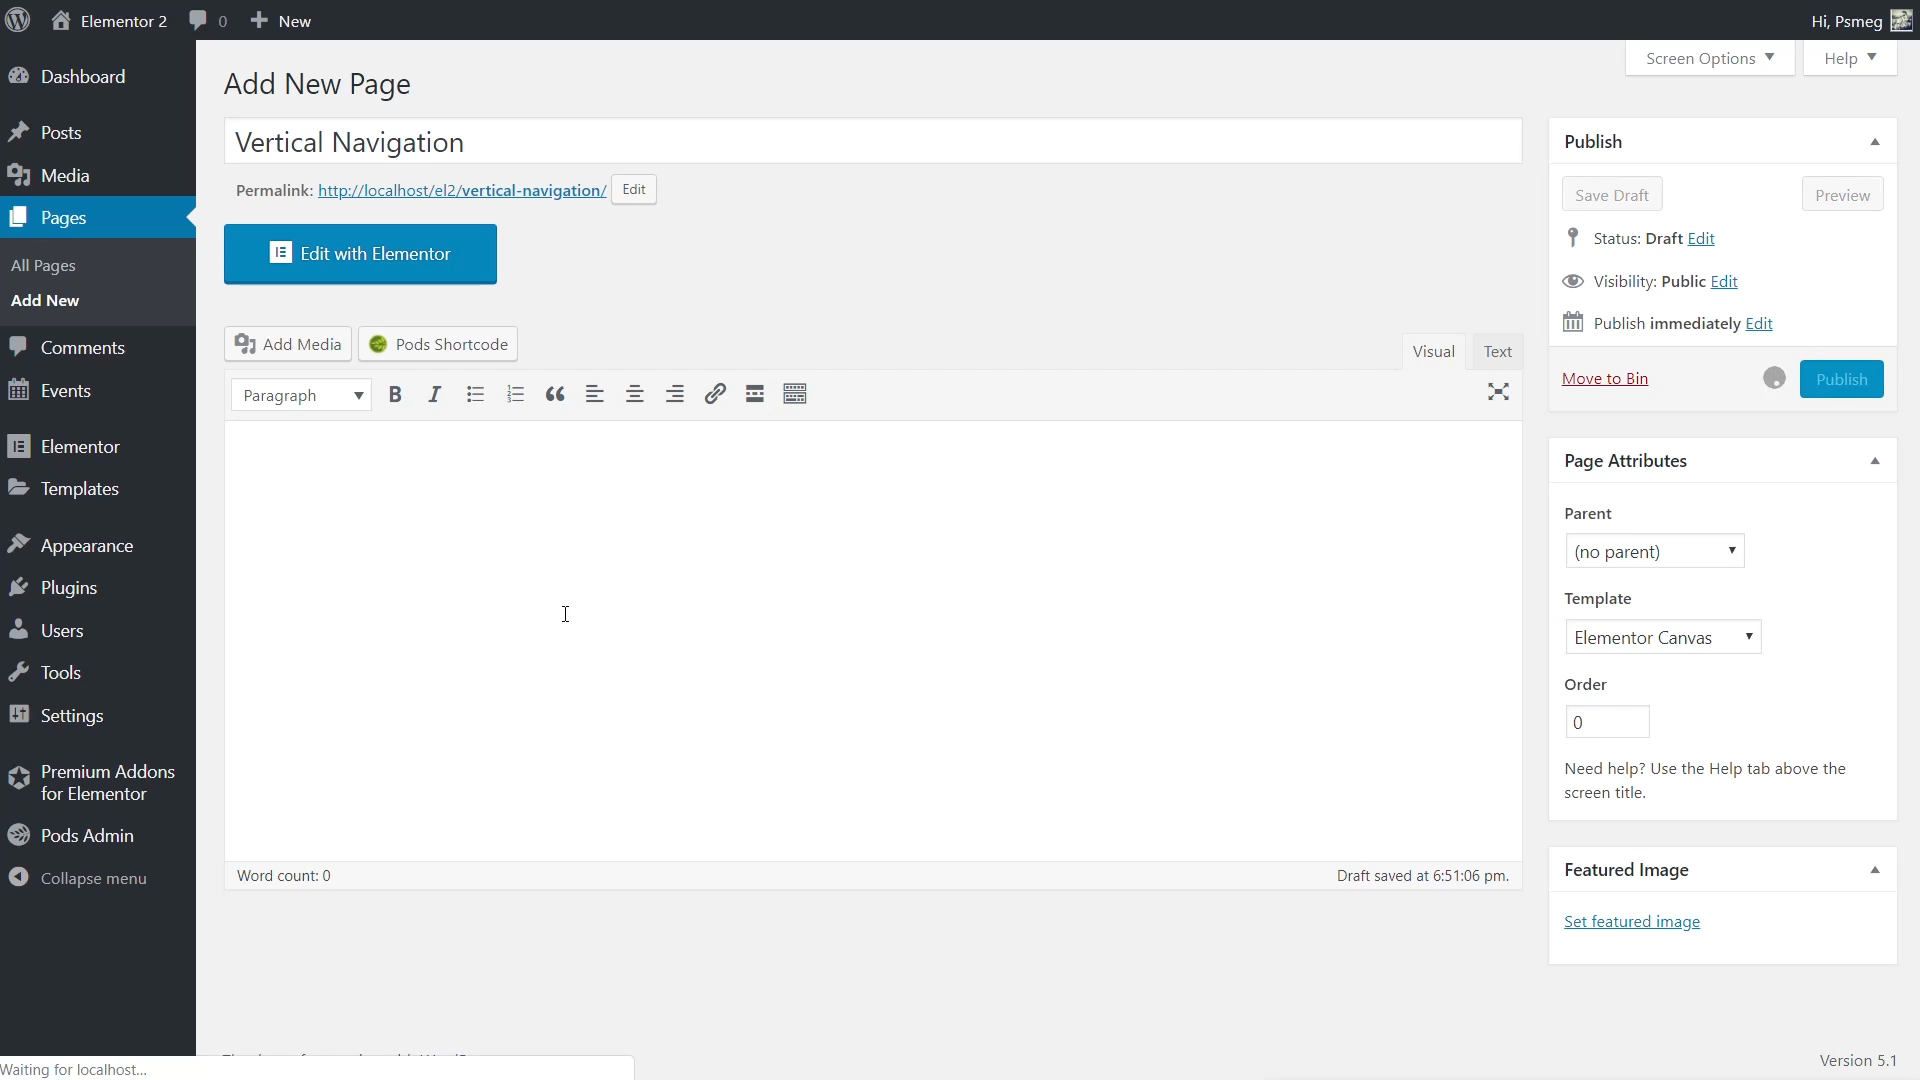 Elementor 2 0 New Hi, Psmeg
Screen Options Help
Dashboard
Posts
Media
Pages
All Pages
Add New
Comments
Events
Elementor
Templates
Appearance
Plugins
Users
Tools
Settings
Premium Addons
for Elementor
Pods Admin
Collapse menu
Add New Page
Vertical Navigation
Permalink: http://localhost/el2/vertical-navigation/ Edit
Edit with Elementor
Add Media Pods Shortcode
Visual Text
Paragraph
Word count: 0 Draft saved at 6:51:06 pm.
Publish
Save Draft Preview
Status: Draft Edit
Visibility: Public Edit
Publish immediately Edit
Move to Bin Publish
Page Attributes
Parent
(no parent)
Template
Elementor Canvas
Order
0
Need help? Use the Help tab above the
screen title.
Featured Image
Set featured image
Version 5.1
Waiting for localhost...